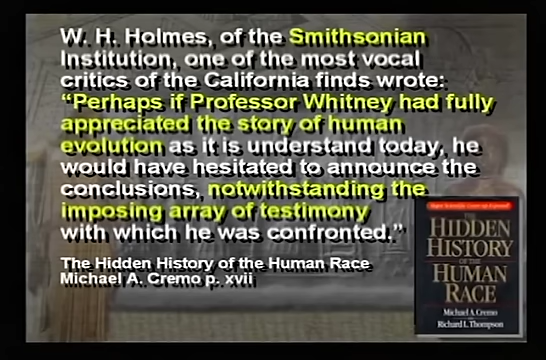 W. H. Holmes, of the Smithsonian
Institution, one of the most vocal
critics of the California finds wrote:
“Perhaps if Professor Whitney had fully
appreciated the story of human
evolution as it is understand today, he
would have hesitated to announce the
conclusions, notwithstanding the
imposing array of testimony
with which he was confronted.”
The Hidden History of the Human Race
Michael A. Cremo p. xvii
THE
HIDDEN
HISTORY
OF THE
HUMAN
RACE
Michael A. Cremo
Richard L. Thompson